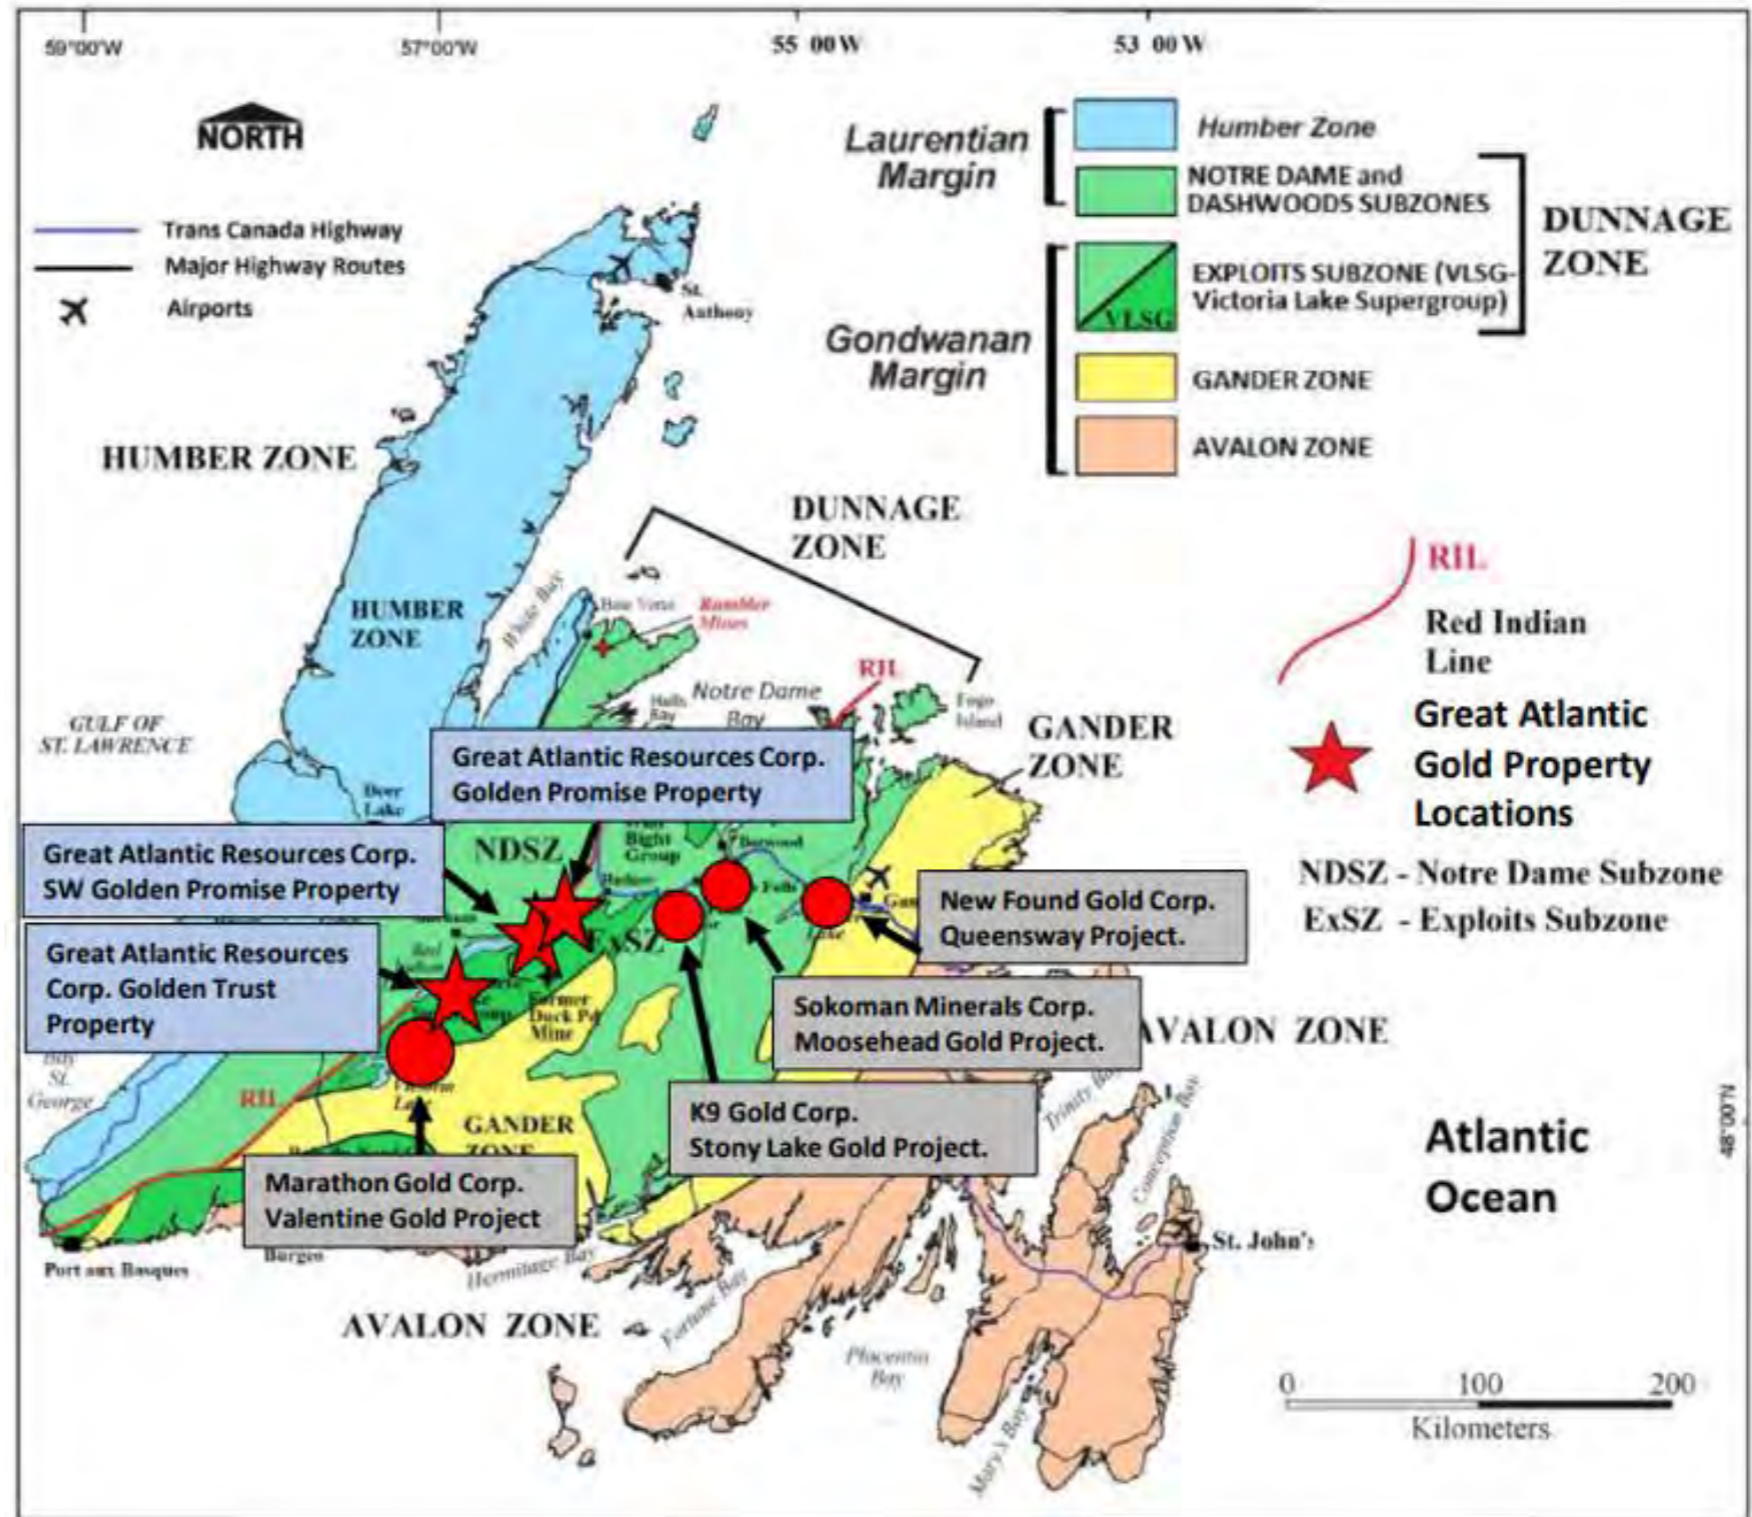 59°00'W
57°00'W
55 00 W
53 00 W
NORTH
Trans Canada Highway
Major Highway Routes
Airports
Laurentian
Margin
Humber Zone
NOTRE DAME and
DASHWOODS SUBZONES
DUNNAGE
ZONE
EXPLOITS SUBZONE (VLSG-
Victoria Lake Supergroup)
VLSG
Gondwanan
Margin
GANDER ZONE
AVALON ZONE
St.
Anthony
HUMBER ZONE
DUNNAGE
ZONE
RIL
Red Indian
Line
Great Atlantic
Gold Property
Locations
NDSZ - Notre Dame Subzone
ExSZ - Exploits Subzone
HUMBER
ZONE
White Bay
Baie Verte
Rambler
Mines
RIL
Notre Dame
Bay
Halls
Bay
Fogo
Island
GULF OF
ST. LAWRENCE
GANDER
ZONE
Deer
Lake
Great Atlantic Resources Corp.
Golden Promise Property
NDSZ
Bight
Group
Great Atlantic Resources Corp.
SW Golden Promise Property
ExSZ
Falls
Lake
New Found Gold Corp.
Queensway Project.
Great Atlantic Resources
Corp. Golden Trust
Property
Former
Duck Pd
Mine
Sokoman Minerals Corp.
Moosehead Gold Project.
AVALON ZONE
Bay
St.
George
RIL
GANDER
ZONE
K9 Gold Corp.
Stony Lake Gold Project.
Trinity Bay
Conception Bay
48°00'N
Atlantic
Ocean
Marathon Gold Corp.
Valentine Gold Project
Port aux Basques
Burgeo
Hermitage Bay
St. John's
AVALON ZONE
Fortune Bay
Placentia
Bay
Mary's Bay
0 100 200
Kilometers